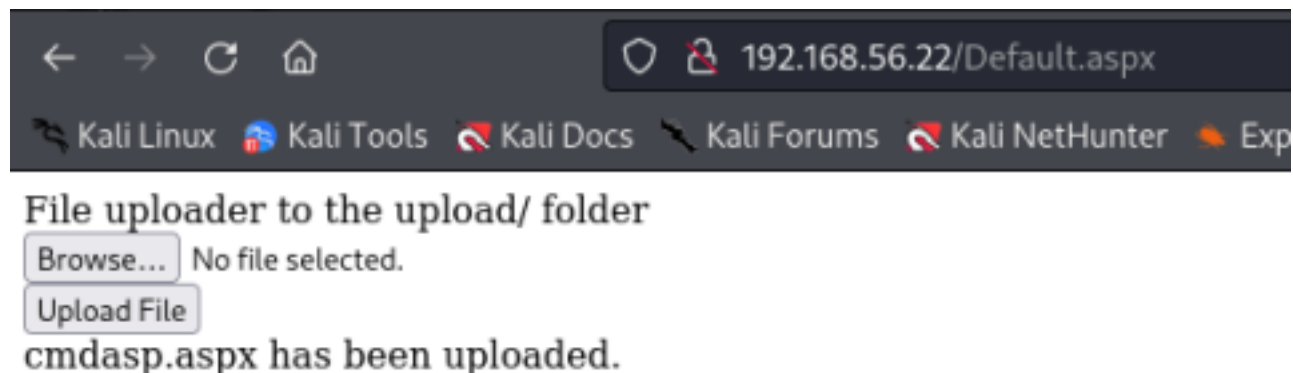 192.168.56.22/Default.aspx
Kali Linux Kali Tools Kali Docs Kali Forums Kali NetHunter Exp
File uploader to the upload/ folder
Browse... No file selected.
Upload File
cmdasp.aspx has been uploaded.